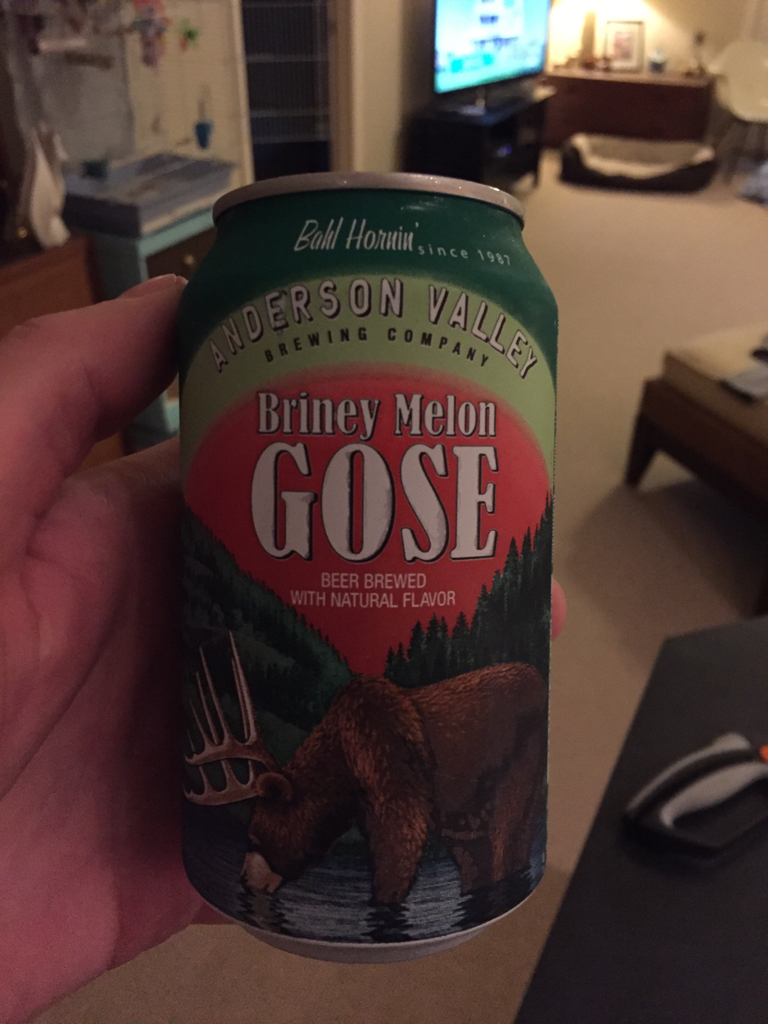 Bahl Hornin' since 1987
ANDERSON VALLEY
BREWING COMPANY
Briney Melon
GOSE
BEER BREWED
WITH NATURAL FLAVOR